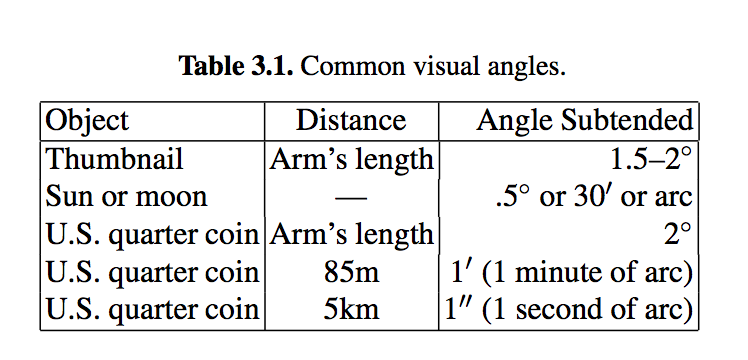 Table 3.1. Common visual angles.
Object Distance Angle Subtended
Thumbnail Arm's length 1.5–2°
Sun or moon — .5° or 30′ or arc
U.S. quarter coin Arm's length 2°
U.S. quarter coin 85m 1′ (1 minute of arc)
U.S. quarter coin 5km 1″ (1 second of arc)